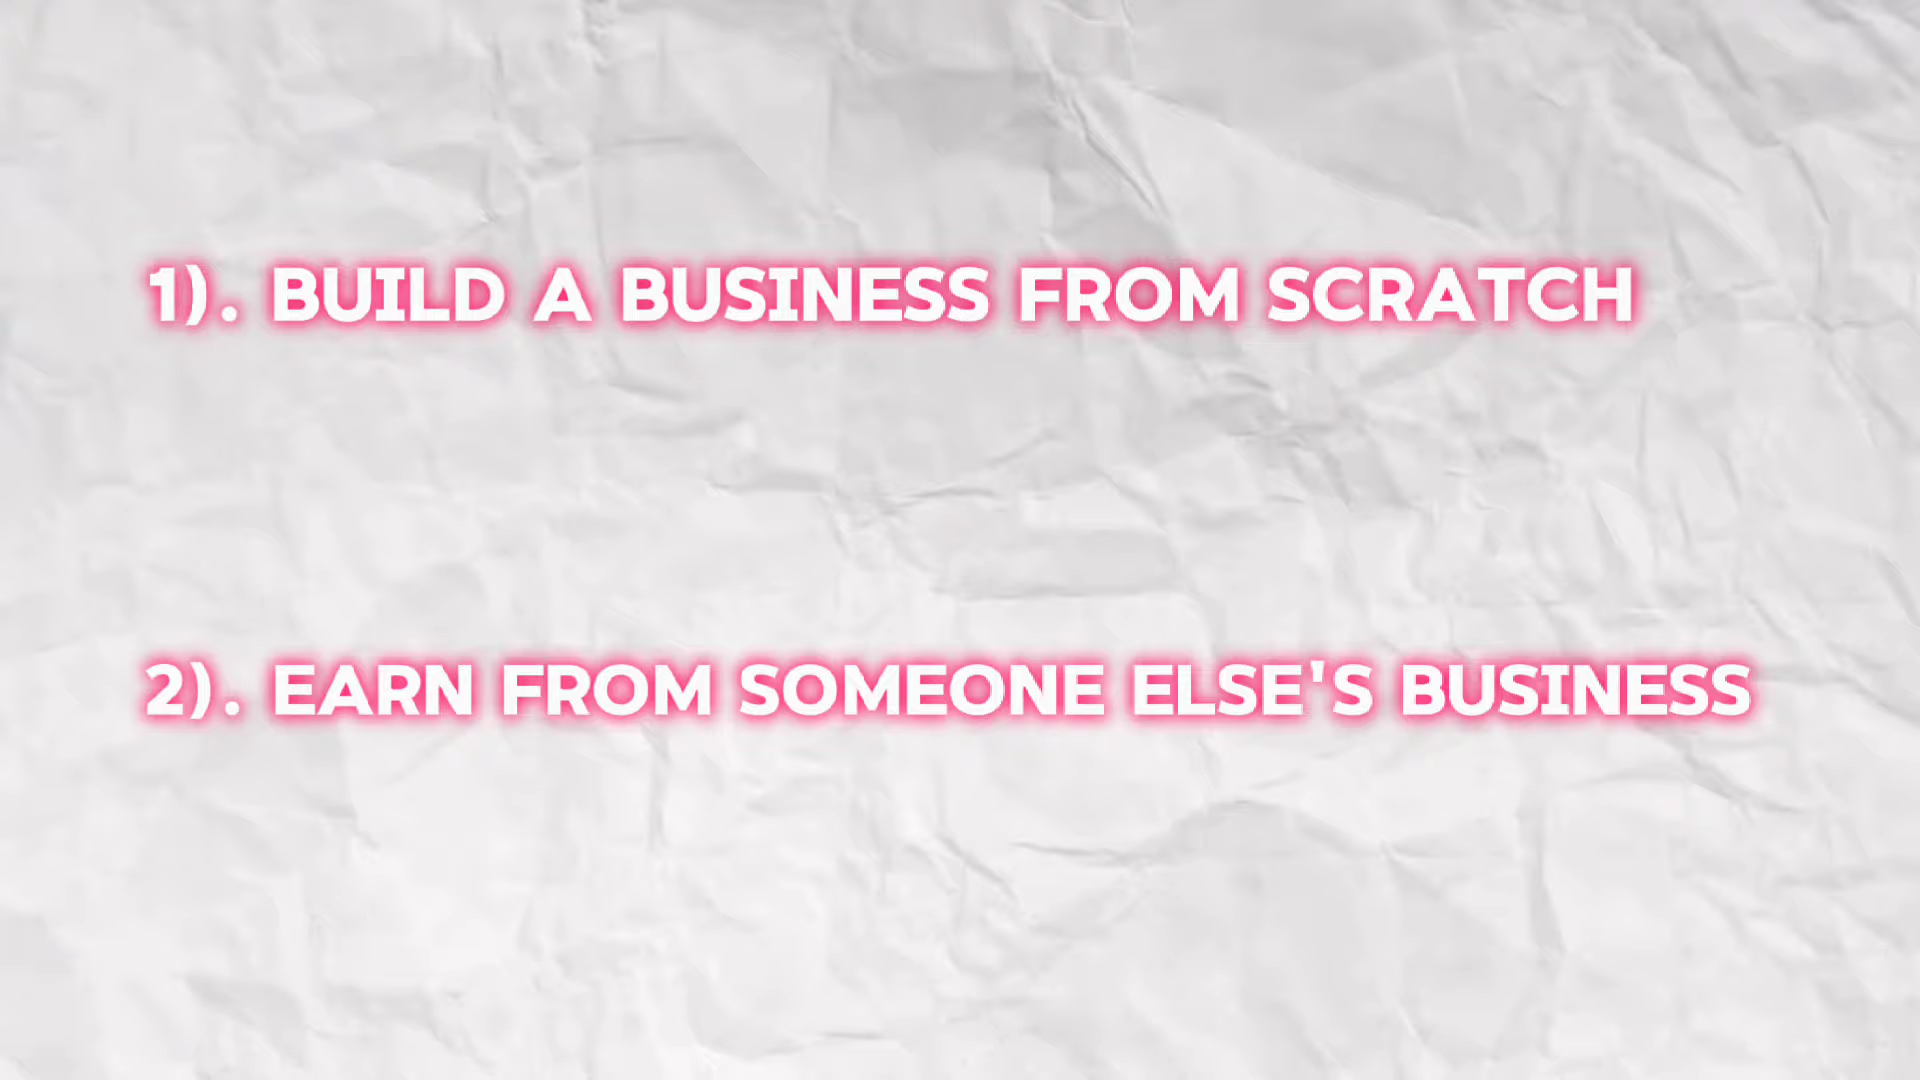 1). BUILD A BUSINESS FROM SCRATCH
2). EARN FROM SOMEONE ELSE'S BUSINESS